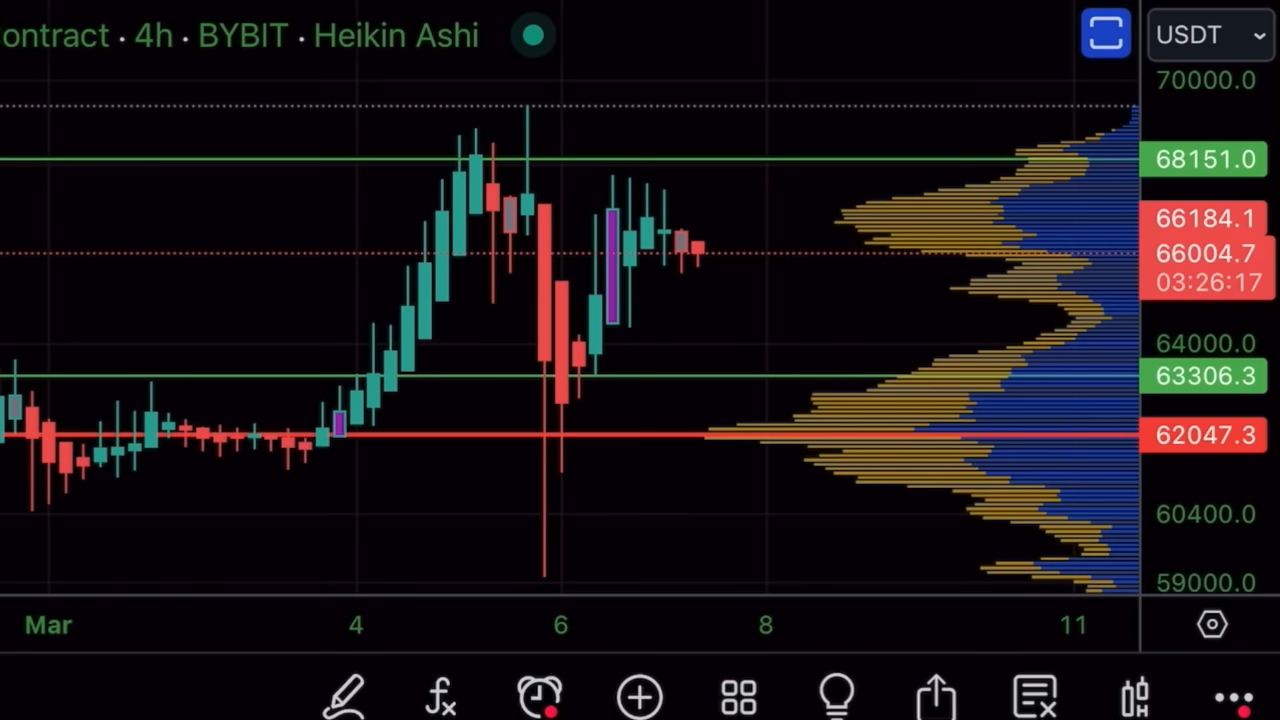 ontract · 4h · BYBIT · Heikin Ashi
USDT
70000.0
68151.0
66184.1
66004.7
03:26:17
64000.0
63306.3
62047.3
60400.0
59000.0
Mar 4 6 8 11
fx